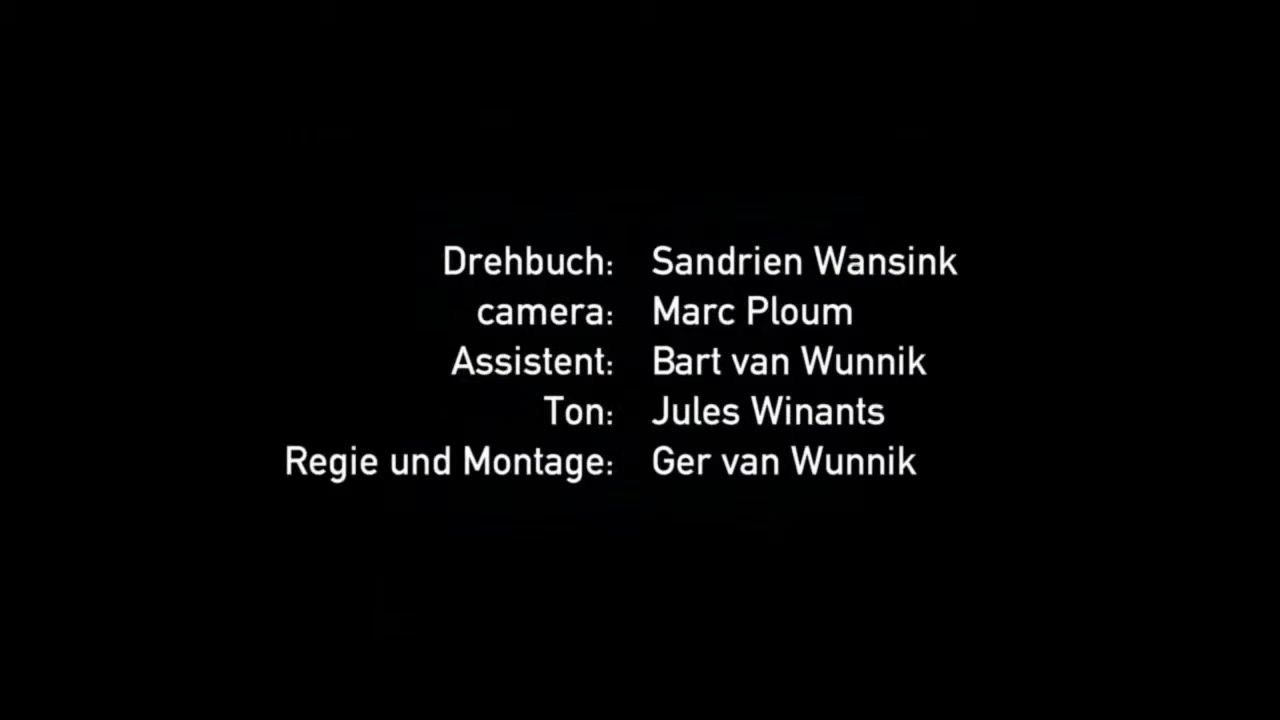 Drehbuch: Sandrien Wansink
camera: Marc Ploum
Assistent: Bart van Wunnik
Ton: Jules Winants
Regie und Montage: Ger van Wunnik